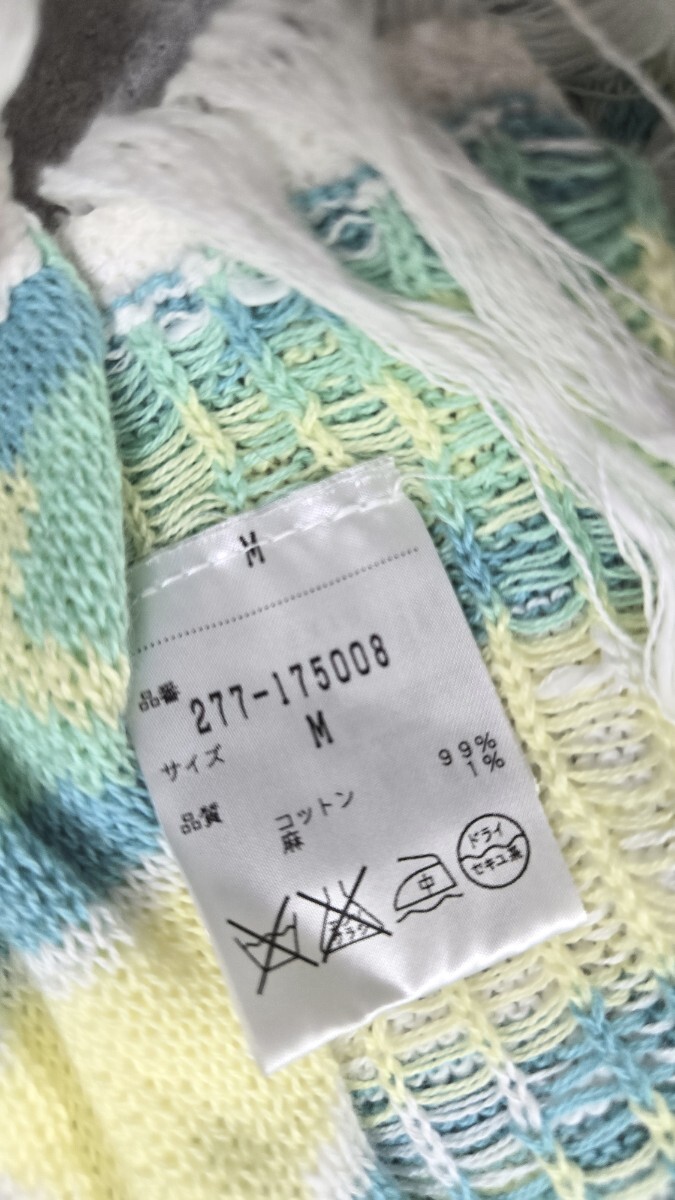 M
品番 277-175008
サイズ M
品質 コットン 99%
麻 1%
中
ドライ
セキユ系